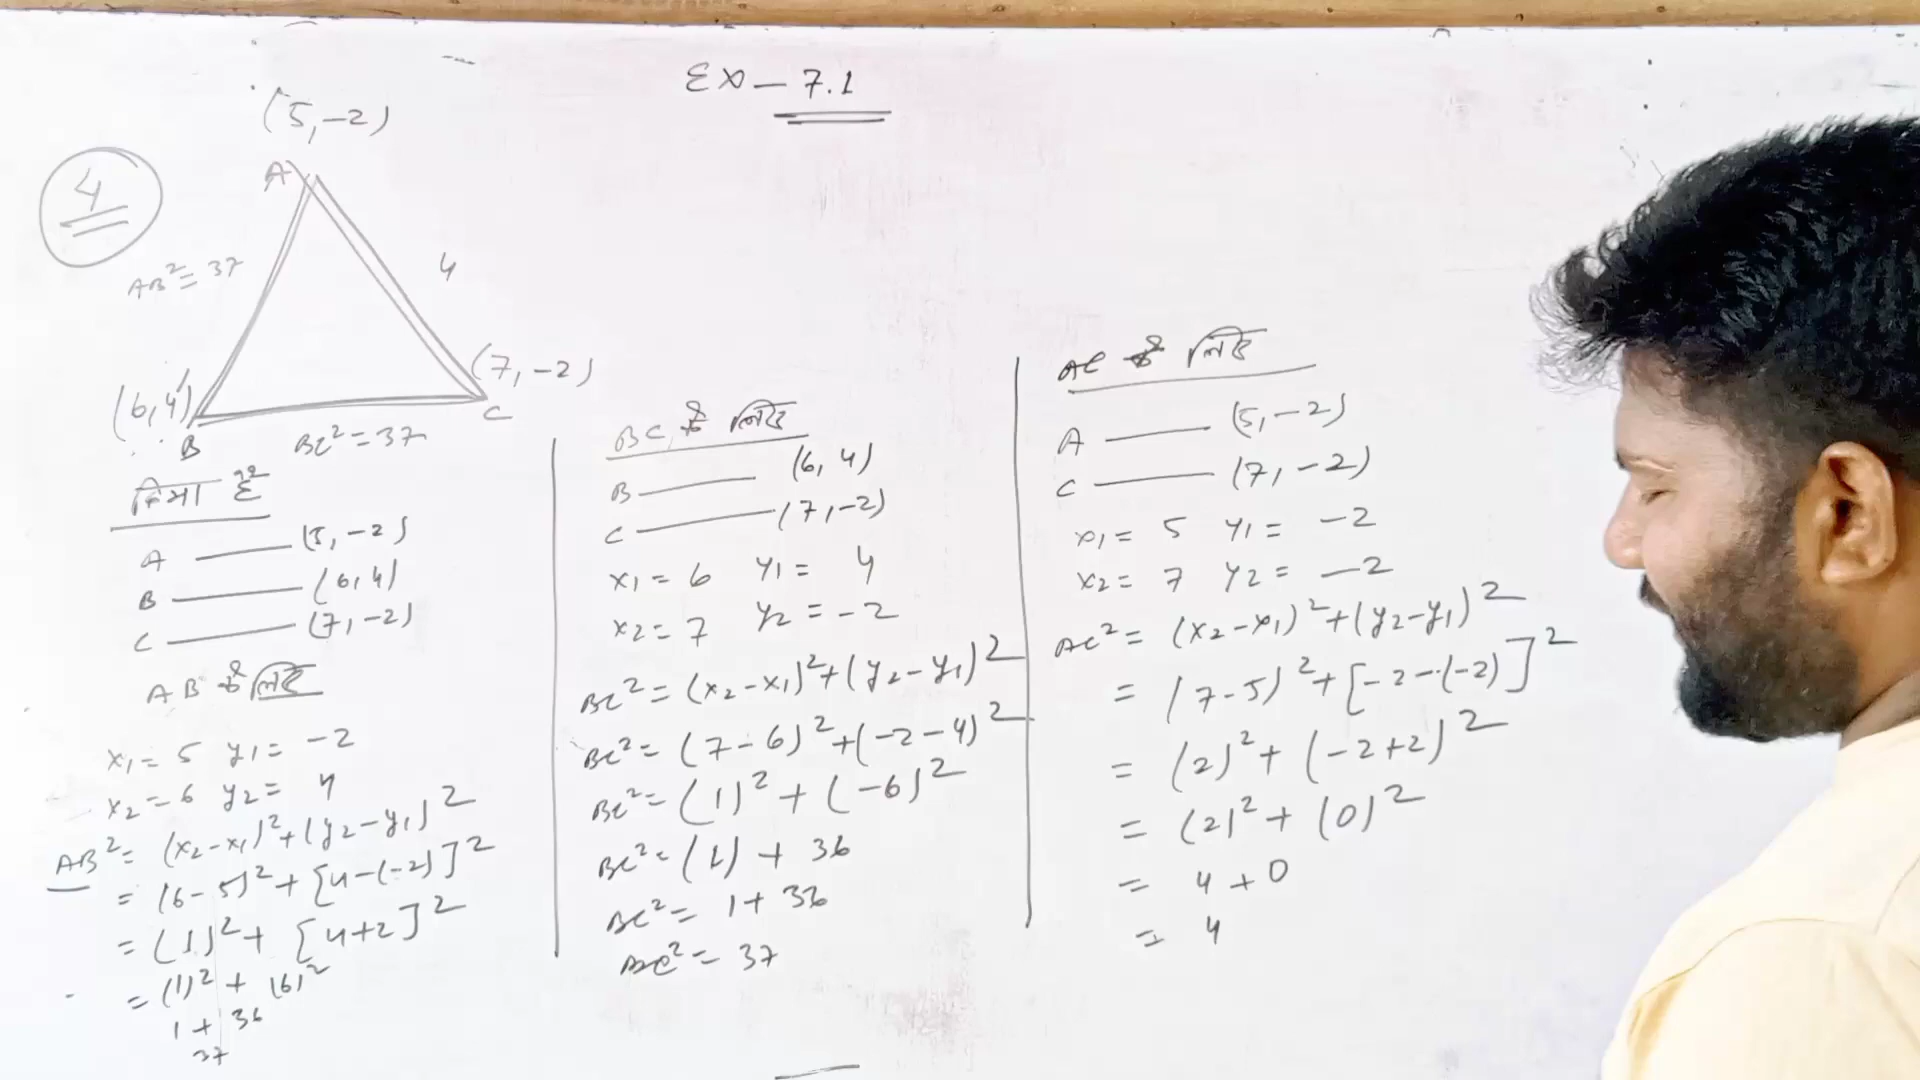 EX – 7.1
4
(5, -2)
A
AB² = 37
4
(6, 4)
B
BC² = 37
(7, -2)
C
है
A —— (5, -2)
B —— (6, 4)
C —— (7, -2)
AB के लिए
x₁ = 5 y₁ = -2
x₂ = 6 y₂ = 4
AB² = (x₂-x₁)² + (y₂-y₁)²
= (6-5)² + [4-(-2)]²
= (1)² + [4+2]²
= (1)² + (6)²
1 + 36
37
BC के लिए
B —— (6, 4)
C —— (7, -2)
x₁ = 6 y₁ = 4
x₂ = 7 y₂ = -2
BC² = (x₂-x₁)² + (y₂-y₁)²
BC² = (7-6)² + (-2-4)²
BC² = (1)² + (-6)²
BC² = (1) + 36
BC² = 1 + 36
BC² = 37
AC के लिए
A —— (5, -2)
C —— (7, -2)
x₁ = 5 y₁ = -2
x₂ = 7 y₂ = -2
AC² = (x₂-x₁)² + (y₂-y₁)²
= (7-5)² + [-2-(-2)]²
= (2)² + (-2+2)²
= (2)² + (0)²
= 4 + 0
= 4